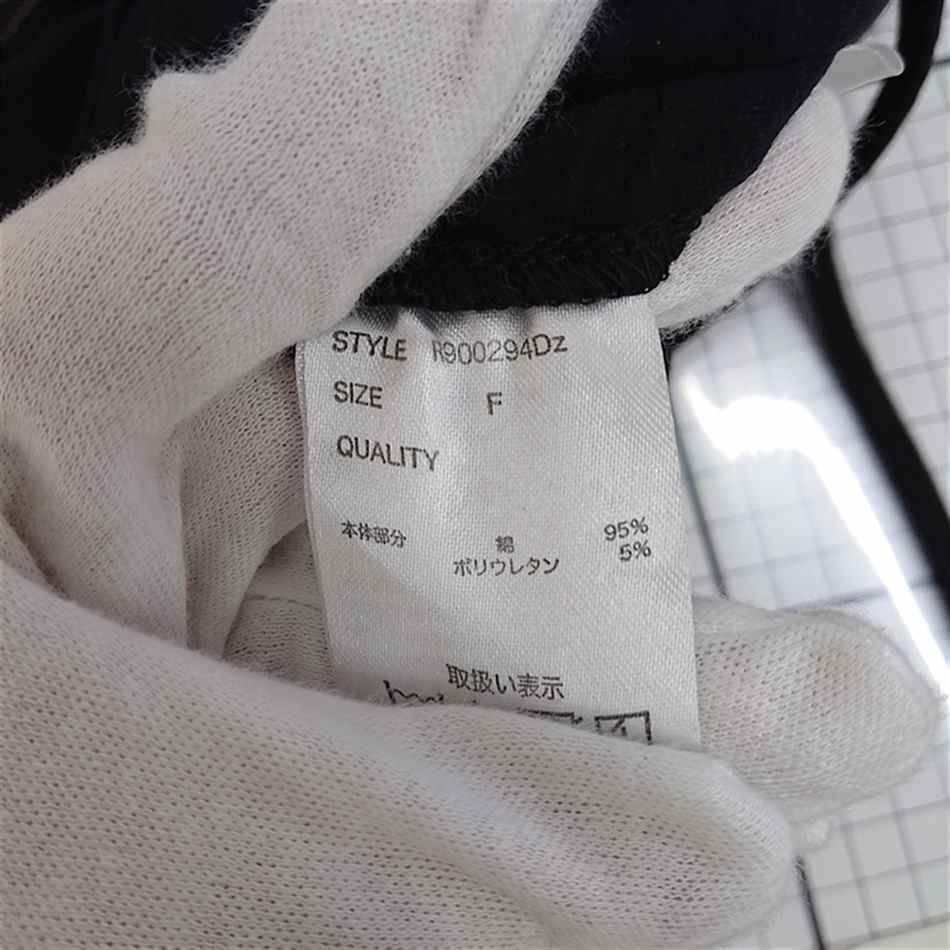 STYLE R900294Dz
SIZE F
QUALITY
本体部分 綿 95%
ポリウレタン 5%
取扱い表示